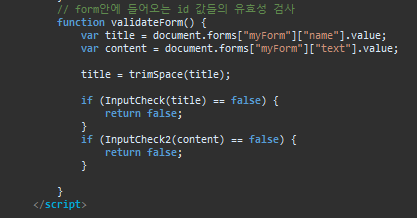 // form안에 들어오는 id 값들의 유효성 검사
function validateForm() {
var title = document.forms["myForm"]["name"].value;
var content = document.forms["myForm"]["text"].value;
title = trimSpace(title);
if (InputCheck(title) == false) {
return false;
}
if (InputCheck2(content) == false) {
return false;
}
}
</script>